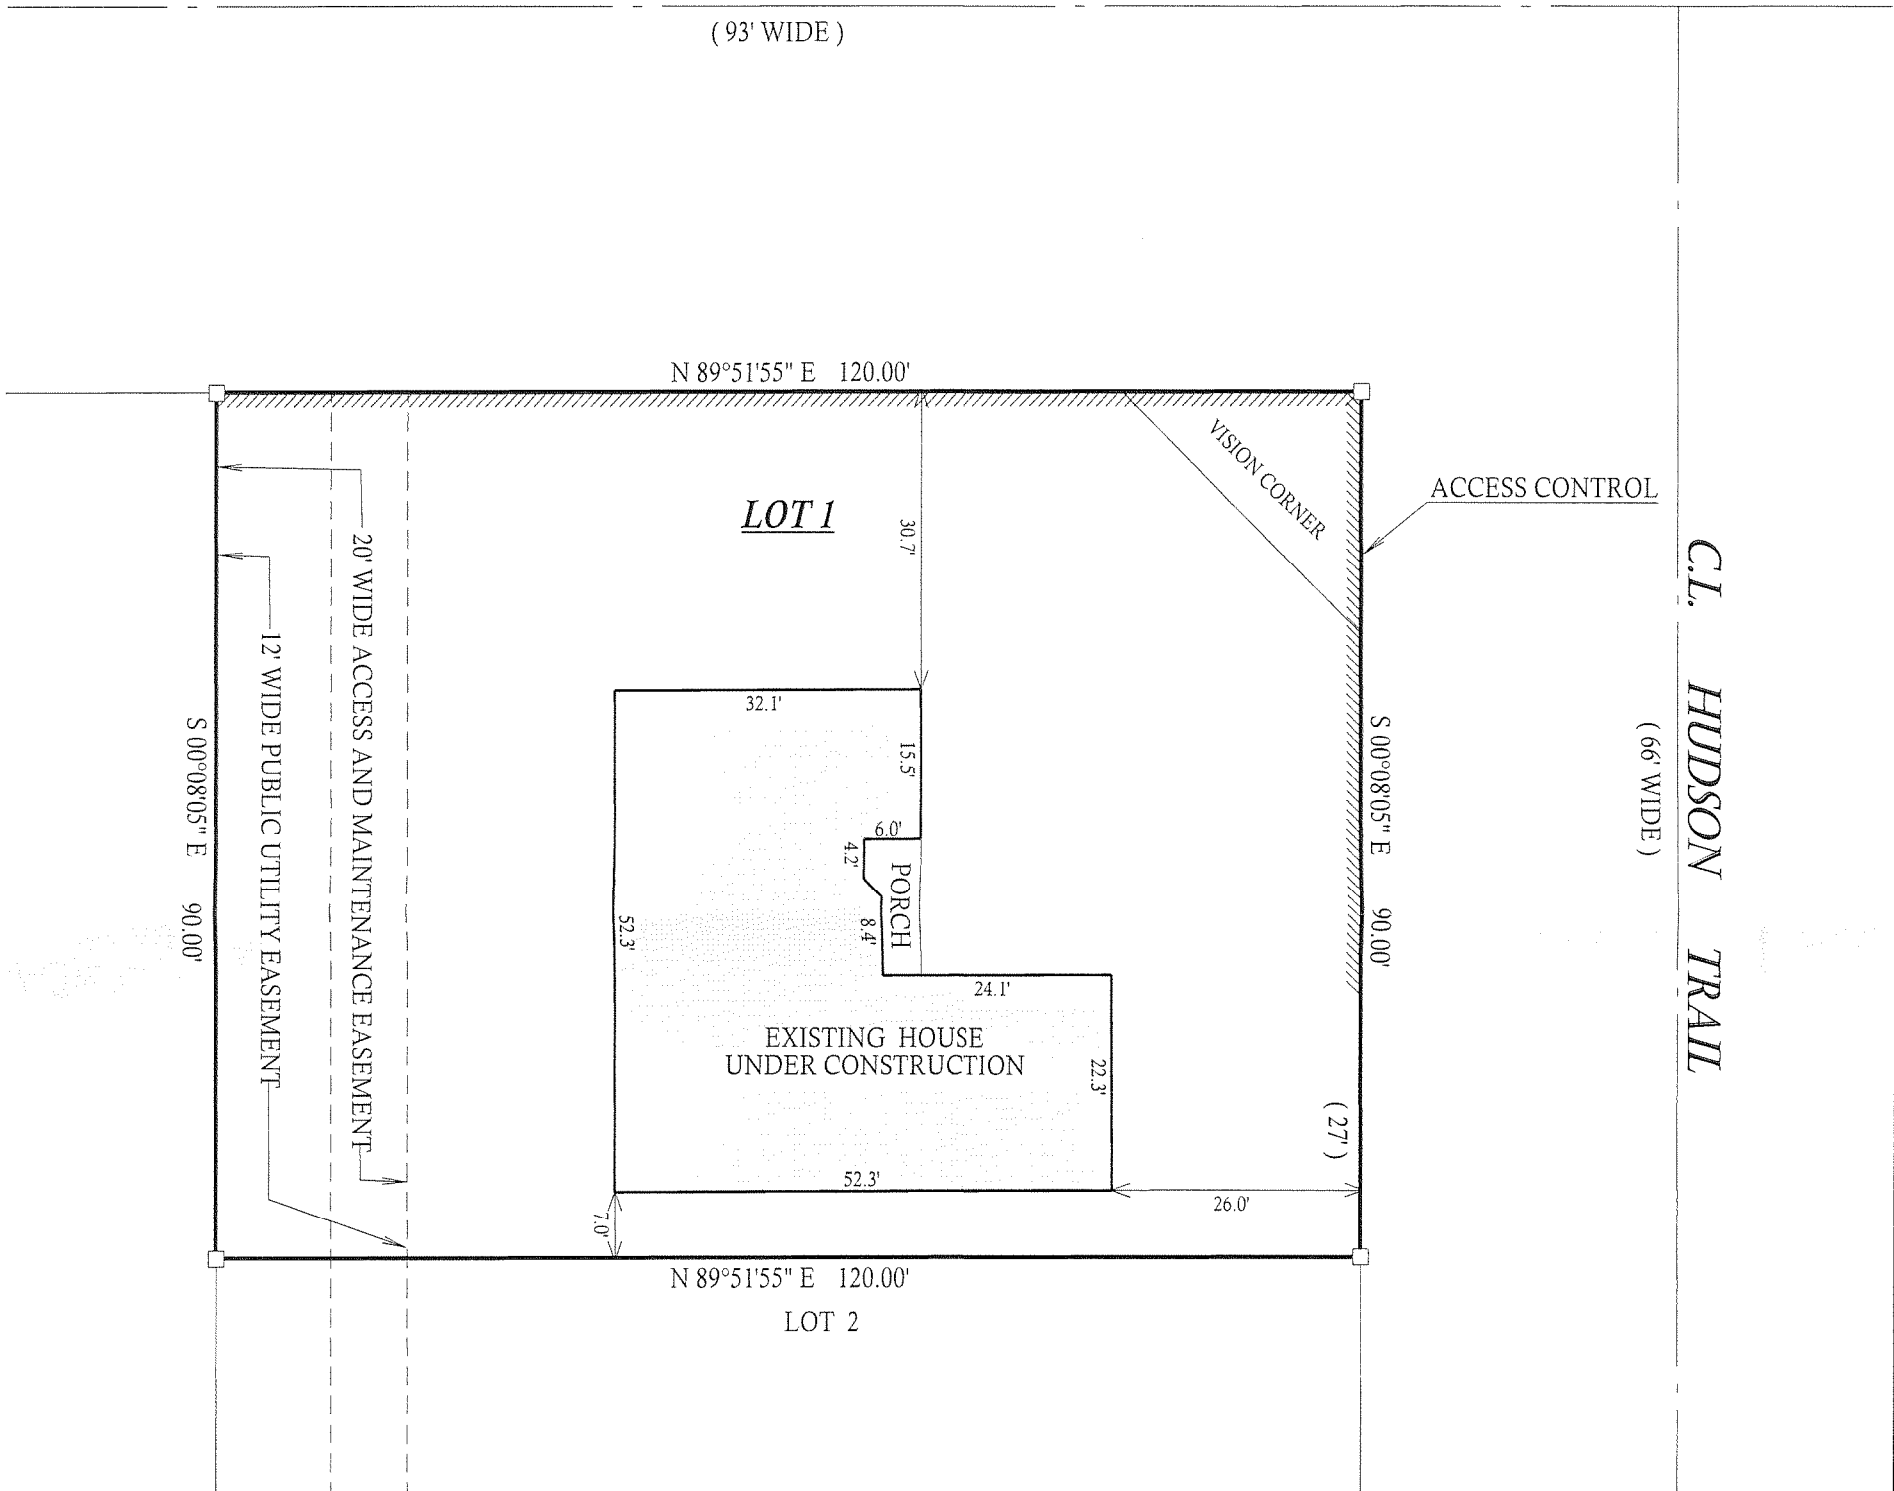 ( 93' WIDE )
N 89°51'55" E 120.00'
VISION CORNER
ACCESS CONTROL
LOT 1
30.7'
C.L. HUDSON TRAIL
( 66' WIDE )
20' WIDE ACCESS AND MAINTENANCE EASEMENT
12' WIDE PUBLIC UTILITY EASEMENT
S 00°08'05" E 90.00'
S 00°08'05" E 90.00'
32.1'
15.5'
6.0'
4.2'
PORCH
8.4'
52.3'
24.1'
EXISTING HOUSE
UNDER CONSTRUCTION
22.3'
( 27' )
52.3'
26.0'
7.0'
N 89°51'55" E 120.00'
LOT 2